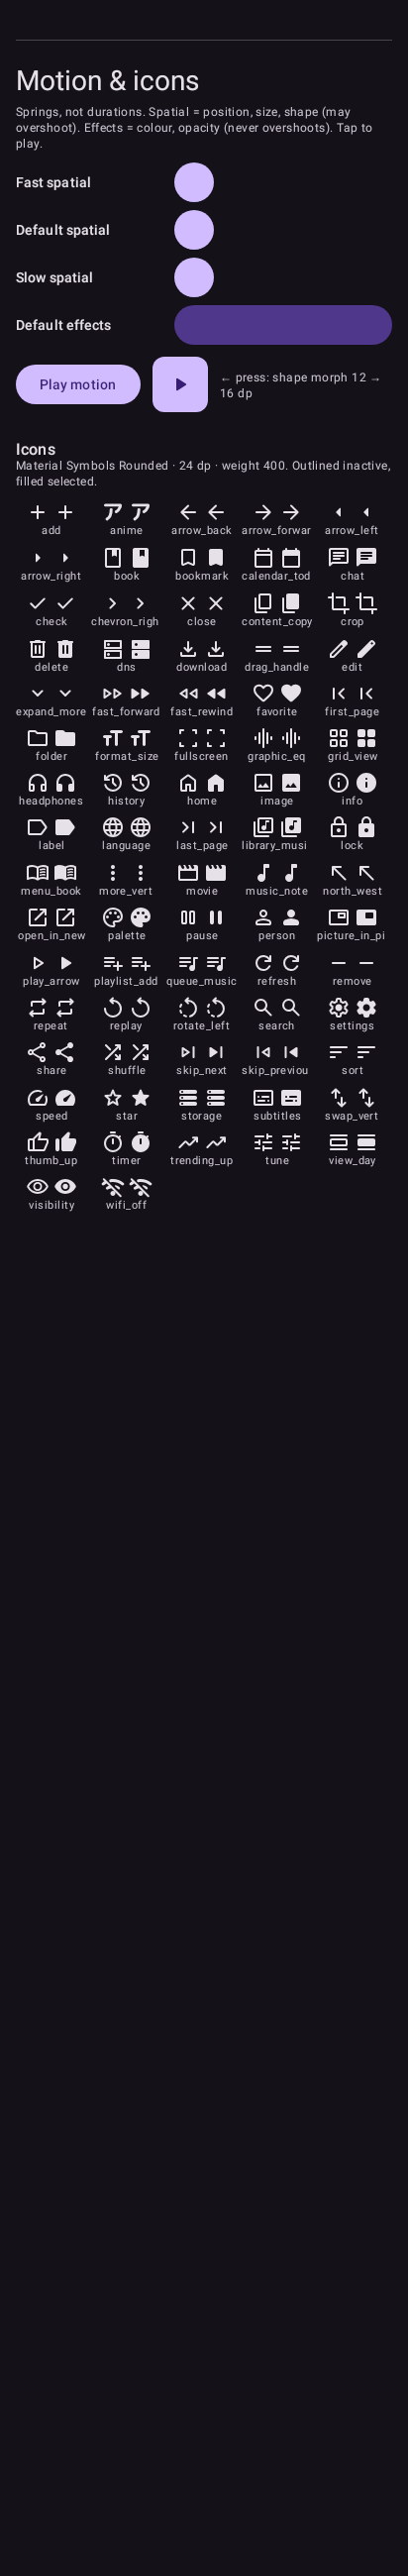 Motion & icons
Springs, not durations. Spatial = position, size, shape (may
overshoot). Effects = colour, opacity (never overshoots). Tap to
play.
Fast spatial
Default spatial
Slow spatial
Default effects
Play motion
← press: shape morph 12 →
16 dp
Icons
Material Symbols Rounded · 24 dp · weight 400. Outlined inactive,
filled selected.
add anime arrow_back arrow_forwar arrow_left
arrow_right book bookmark calendar_tod chat
check chevron_righ close content_copy crop
delete dns download drag_handle edit
expand_more fast_forward fast_rewind favorite first_page
folder format_size fullscreen graphic_eq grid_view
headphones history home image info
label language last_page library_musi lock
menu_book more_vert movie music_note north_west
open_in_new palette pause person picture_in_pi
play_arrow playlist_add queue_music refresh remove
repeat replay rotate_left search settings
share shuffle skip_next skip_previou sort
speed star storage subtitles swap_vert
thumb_up timer trending_up tune view_day
visibility wifi_off